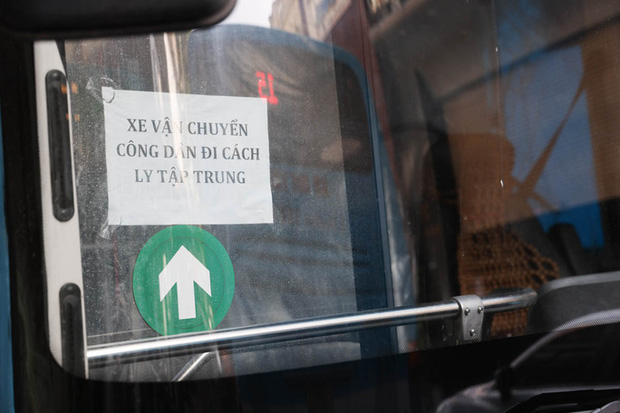 XE VẬN CHUYỂN
CÔNG DÂN ĐI CÁCH
LY TẬP TRUNG